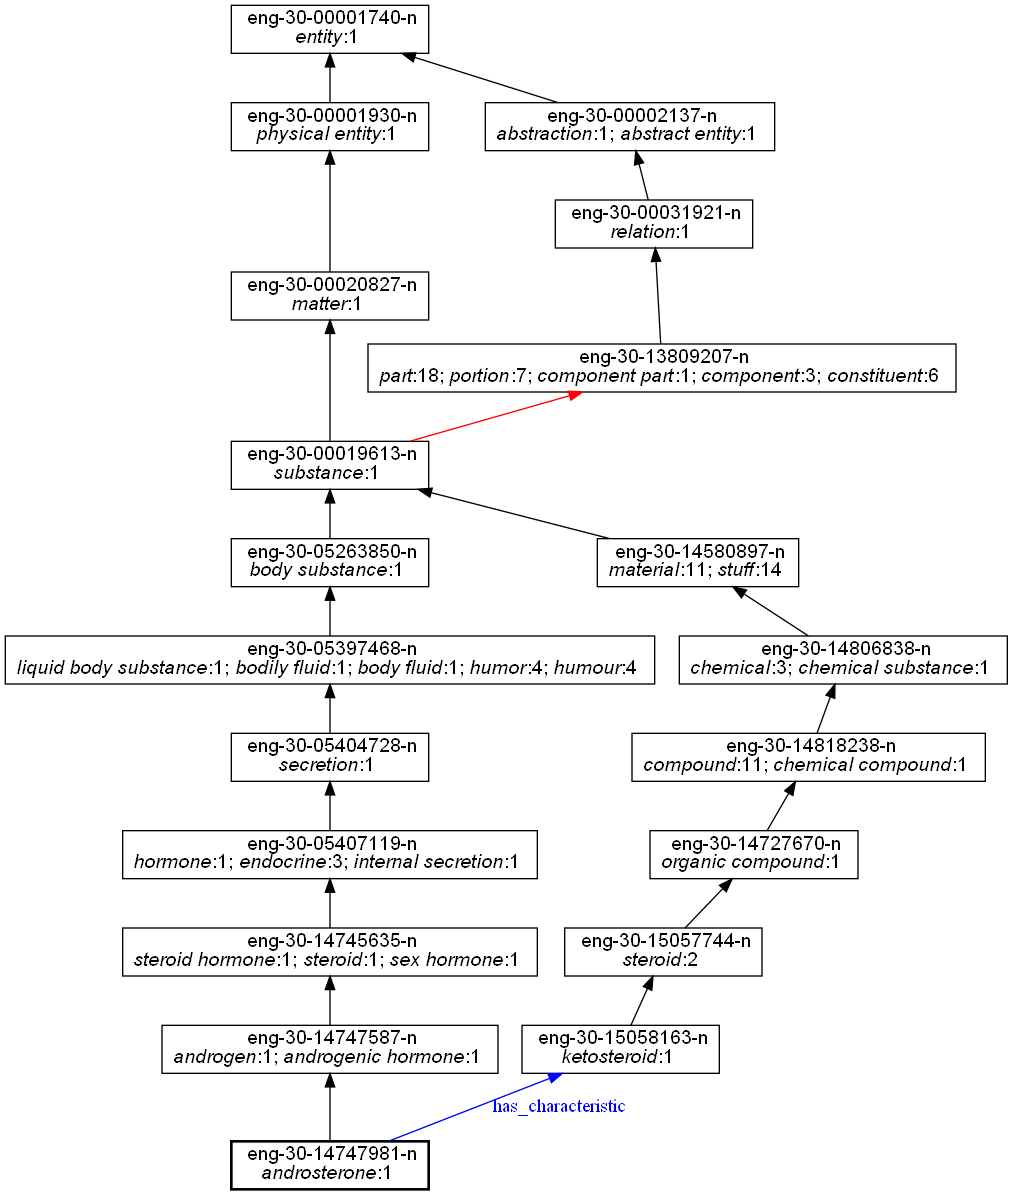 eng-30-00001740-n
entity:1
eng-30-00001930-n
physical entity:1
eng-30-00002137-n
abstraction:1; abstract entity:1
eng-30-00031921-n
relation:1
eng-30-00020827-n
matter:1
eng-30-13809207-n
part:18; portion:7; component part:1; component:3; constituent:6
eng-30-00019613-n
substance:1
eng-30-05263850-n
body substance:1
eng-30-14580897-n
material:11; stuff:14
eng-30-05397468-n
liquid body substance:1; bodily fluid:1; body fluid:1; humor:4; humour:4
eng-30-14806838-n
chemical:3; chemical substance:1
eng-30-05404728-n
secretion:1
eng-30-14818238-n
compound:11; chemical compound:1
eng-30-05407119-n
hormone:1; endocrine:3; internal secretion:1
eng-30-14727670-n
organic compound:1
eng-30-14745635-n
steroid hormone:1; steroid:1; sex hormone:1
eng-30-15057744-n
steroid:2
eng-30-14747587-n
androgen:1; androgenic hormone:1
eng-30-15058163-n
ketosteroid:1
has_characteristic
eng-30-14747981-n
androsterone:1